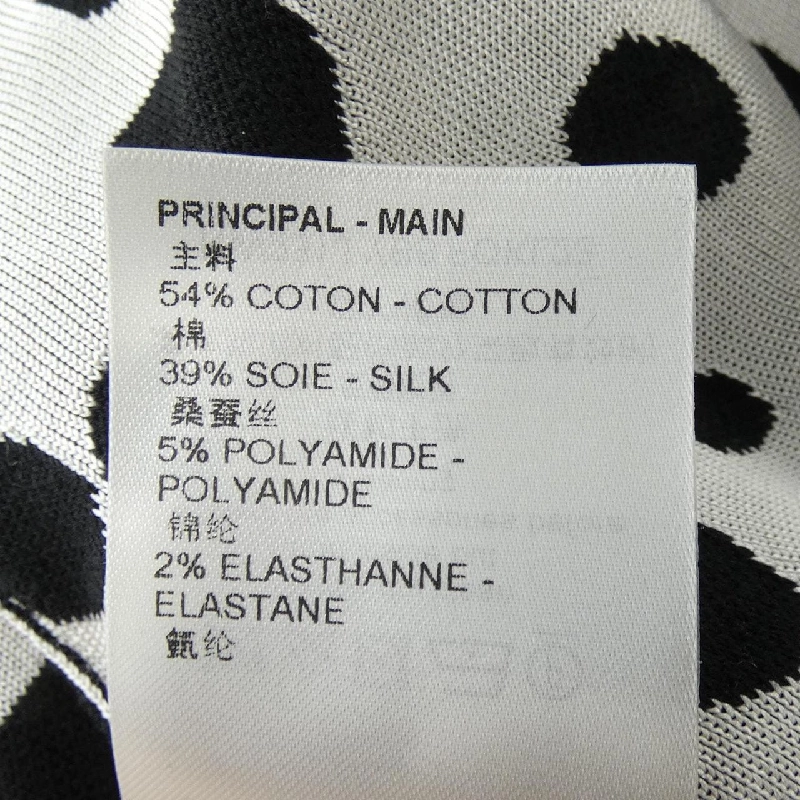 PRINCIPAL - MAIN
主料
54% COTON - COTTON
棉
39% SOIE - SILK
桑蚕丝
5% POLYAMIDE -
POLYAMIDE
锦纶
2% ELASTHANNE -
ELASTANE
氨纶